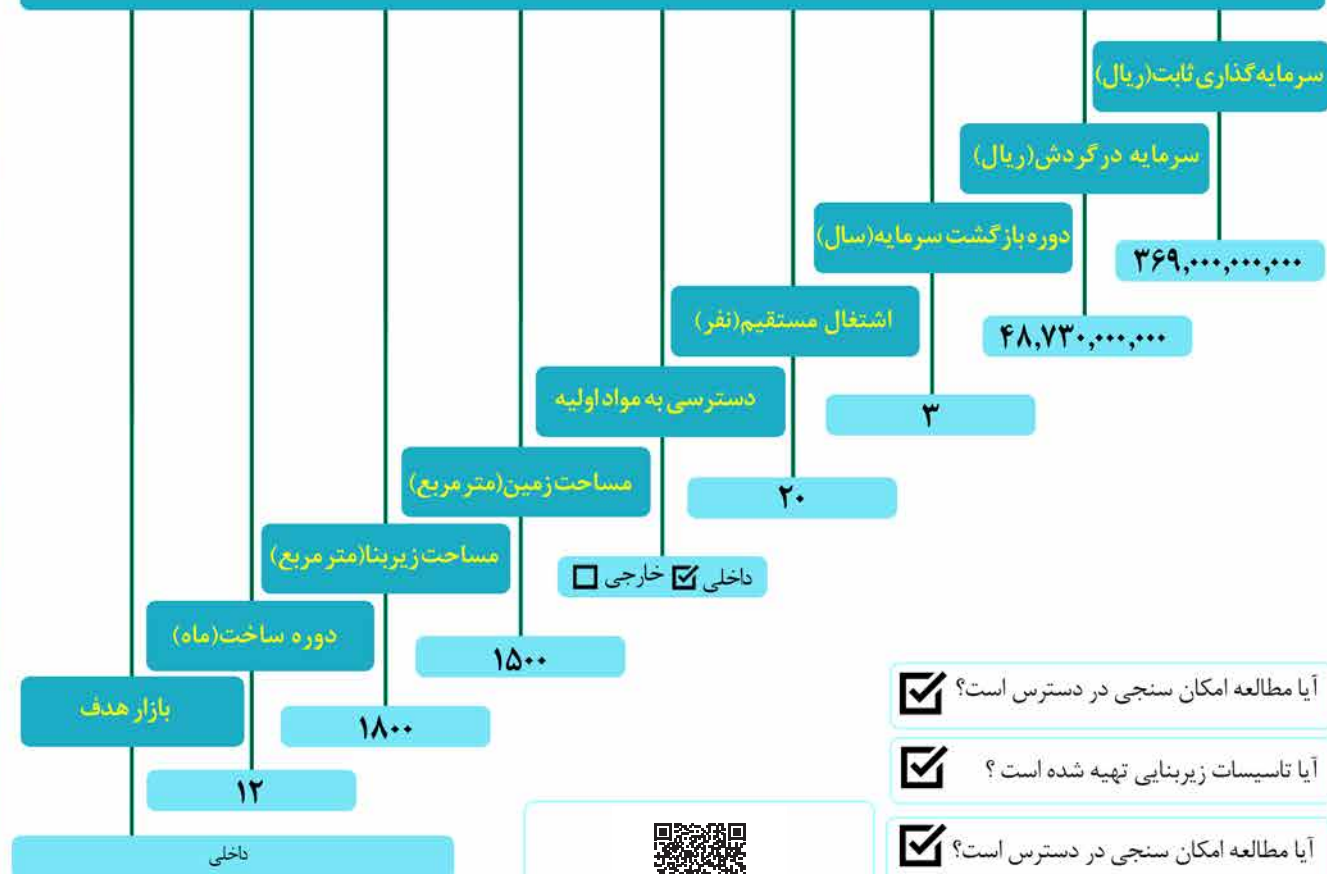 سرمایه‌گذاری ثابت(ریال)
۳۶۹,۰۰۰,۰۰۰,۰۰۰
سرمایه در گردش(ریال)
۴۸,۷۳۰,۰۰۰,۰۰۰
دوره بازگشت سرمایه(سال)
۳
اشتغال مستقیم(نفر)
۲۰
دسترسی به مواد اولیه
داخلی ☑ خارجی ☐
مساحت زمین(متر مربع)
۱۵۰۰
مساحت زیربنا(متر مربع)
۱۸۰۰
دوره ساخت(ماه)
۱۲
بازار هدف
داخلی
آیا مطالعه امکان سنجی در دسترس است؟ ☑
آیا تاسیسات زیربنایی تهیه شده است ؟ ☑
آیا مطالعه امکان سنجی در دسترس است؟ ☑